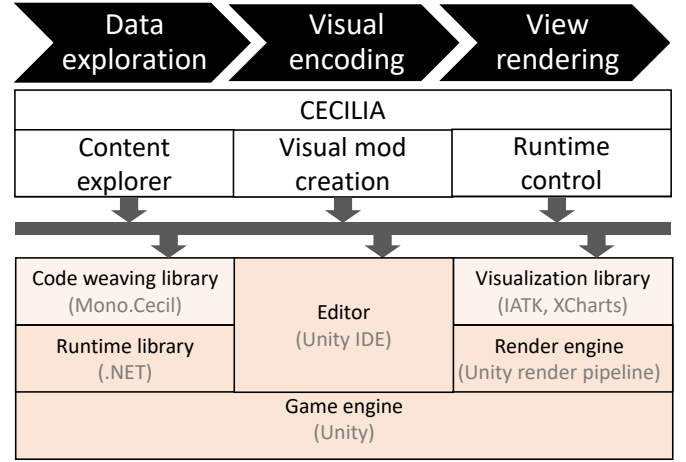 Data
exploration
Visual
encoding
View
rendering
CECILIA
Content
explorer
Visual mod
creation
Runtime
control
Code weaving library
(Mono.Cecil)
Editor
(Unity IDE)
Visualization library
(IATK, XCharts)
Runtime library
(.NET)
Render engine
(Unity render pipeline)
Game engine
(Unity)